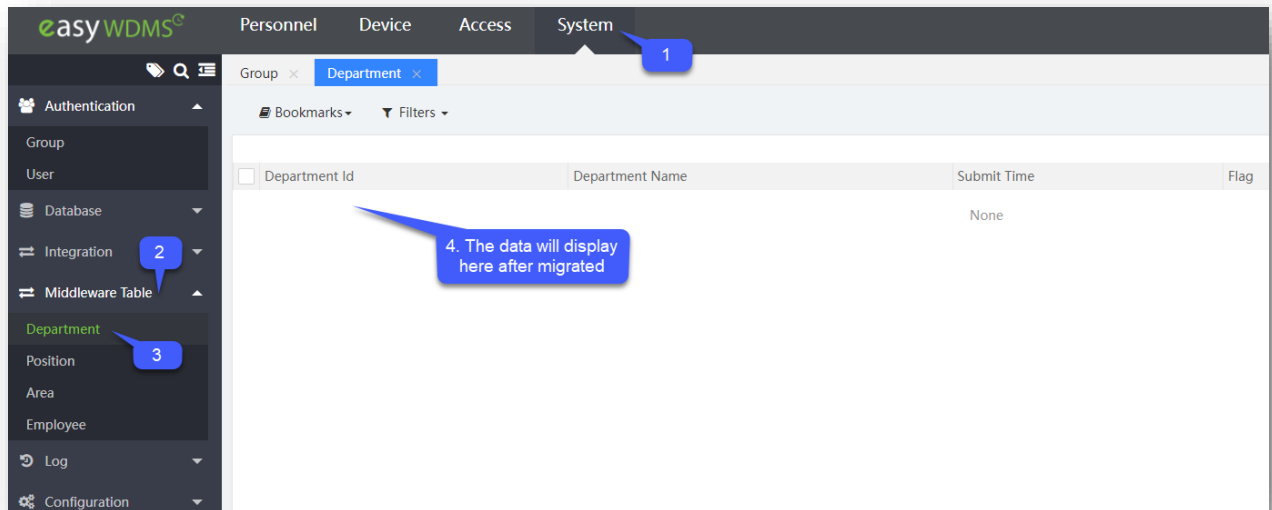 easy WDMS
Personnel Device Access System
1
Group × Department ×
Authentication
Bookmarks Filters
Group
User
Department Id Department Name Submit Time Flag
None
Database
Integration
2
4. The data will display
here after migrated
Middleware Table
Department
3
Position
Area
Employee
Log
Configuration